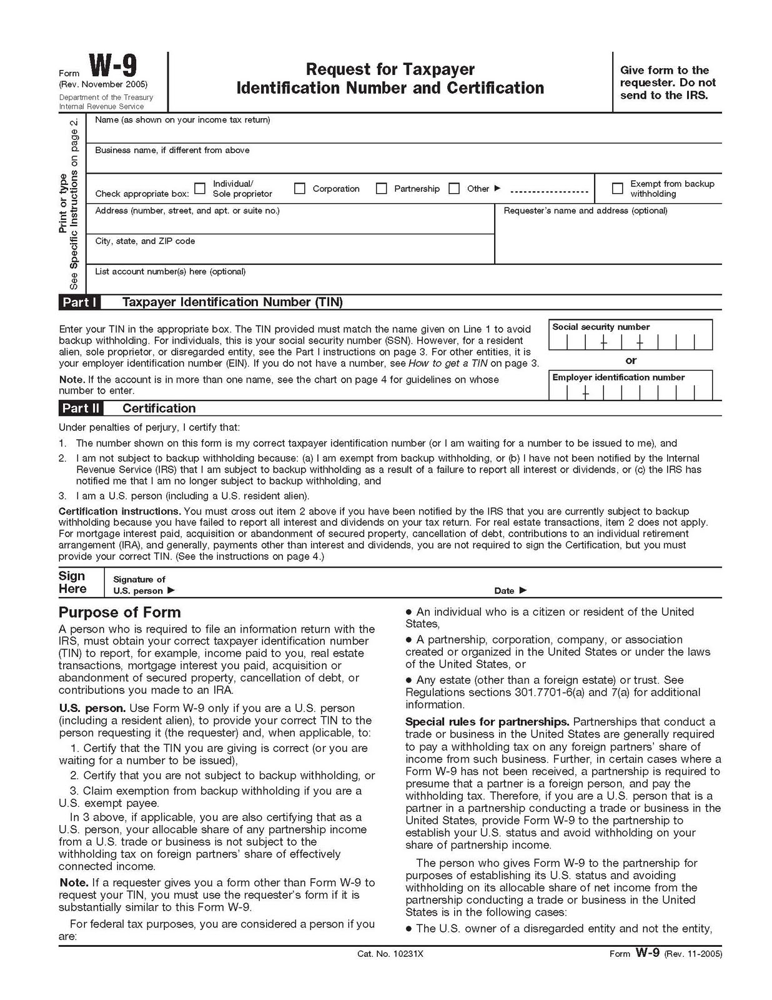 Form W-9
(Rev. November 2005)
Department of the Treasury
Internal Revenue Service
Request for Taxpayer
Identification Number and Certification
Give form to the
requester. Do not
send to the IRS.
Print or type
See Specific Instructions on page 2.
Name (as shown on your income tax return)
Business name, if different from above
Check appropriate box:
Individual/
Sole proprietor
Corporation
Partnership
Other ►
Exempt from backup
withholding
Address (number, street, and apt. or suite no.)
Requester's name and address (optional)
City, state, and ZIP code
List account number(s) here (optional)
Part I Taxpayer Identification Number (TIN)
Enter your TIN in the appropriate box. The TIN provided must match the name given on Line 1 to avoid
backup withholding. For individuals, this is your social security number (SSN). However, for a resident
alien, sole proprietor, or disregarded entity, see the Part I instructions on page 3. For other entities, it is
your employer identification number (EIN). If you do not have a number, see How to get a TIN on page 3.
Note. If the account is in more than one name, see the chart on page 4 for guidelines on whose
number to enter.
Social security number
or
Employer identification number
Part II Certification
Under penalties of perjury, I certify that:
1. The number shown on this form is my correct taxpayer identification number (or I am waiting for a number to be issued to me), and
2. I am not subject to backup withholding because: (a) I am exempt from backup withholding, or (b) I have not been notified by the Internal
Revenue Service (IRS) that I am subject to backup withholding as a result of a failure to report all interest or dividends, or (c) the IRS has
notified me that I am no longer subject to backup withholding, and
3. I am a U.S. person (including a U.S. resident alien).
Certification instructions. You must cross out item 2 above if you have been notified by the IRS that you are currently subject to backup
withholding because you have failed to report all interest and dividends on your tax return. For real estate transactions, item 2 does not apply.
For mortgage interest paid, acquisition or abandonment of secured property, cancellation of debt, contributions to an individual retirement
arrangement (IRA), and generally, payments other than interest and dividends, you are not required to sign the Certification, but you must
provide your correct TIN. (See the instructions on page 4.)
Sign
Here
Signature of
U.S. person ►
Date ►
Purpose of Form
A person who is required to file an information return with the
IRS, must obtain your correct taxpayer identification number
(TIN) to report, for example, income paid to you, real estate
transactions, mortgage interest you paid, acquisition or
abandonment of secured property, cancellation of debt, or
contributions you made to an IRA.
U.S. person. Use Form W-9 only if you are a U.S. person
(including a resident alien), to provide your correct TIN to the
person requesting it (the requester) and, when applicable, to:
1. Certify that the TIN you are giving is correct (or you are
waiting for a number to be issued),
2. Certify that you are not subject to backup withholding, or
3. Claim exemption from backup withholding if you are a
U.S. exempt payee.
In 3 above, if applicable, you are also certifying that as a
U.S. person, your allocable share of any partnership income
from a U.S. trade or business is not subject to the
withholding tax on foreign partners' share of effectively
connected income.
Note. If a requester gives you a form other than Form W-9 to
request your TIN, you must use the requester's form if it is
substantially similar to this Form W-9.
For federal tax purposes, you are considered a person if you
are:
● An individual who is a citizen or resident of the United
States,
● A partnership, corporation, company, or association
created or organized in the United States or under the laws
of the United States, or
● Any estate (other than a foreign estate) or trust. See
Regulations sections 301.7701-6(a) and 7(a) for additional
information.
Special rules for partnerships. Partnerships that conduct a
trade or business in the United States are generally required
to pay a withholding tax on any foreign partners' share of
income from such business. Further, in certain cases where a
Form W-9 has not been received, a partnership is required to
presume that a partner is a foreign person, and pay the
withholding tax. Therefore, if you are a U.S. person that is a
partner in a partnership conducting a trade or business in the
United States, provide Form W-9 to the partnership to
establish your U.S. status and avoid withholding on your
share of partnership income.
The person who gives Form W-9 to the partnership for
purposes of establishing its U.S. status and avoiding
withholding on its allocable share of net income from the
partnership conducting a trade or business in the United
States is in the following cases:
● The U.S. owner of a disregarded entity and not the entity,
Cat. No. 10231X
Form W-9 (Rev. 11-2005)